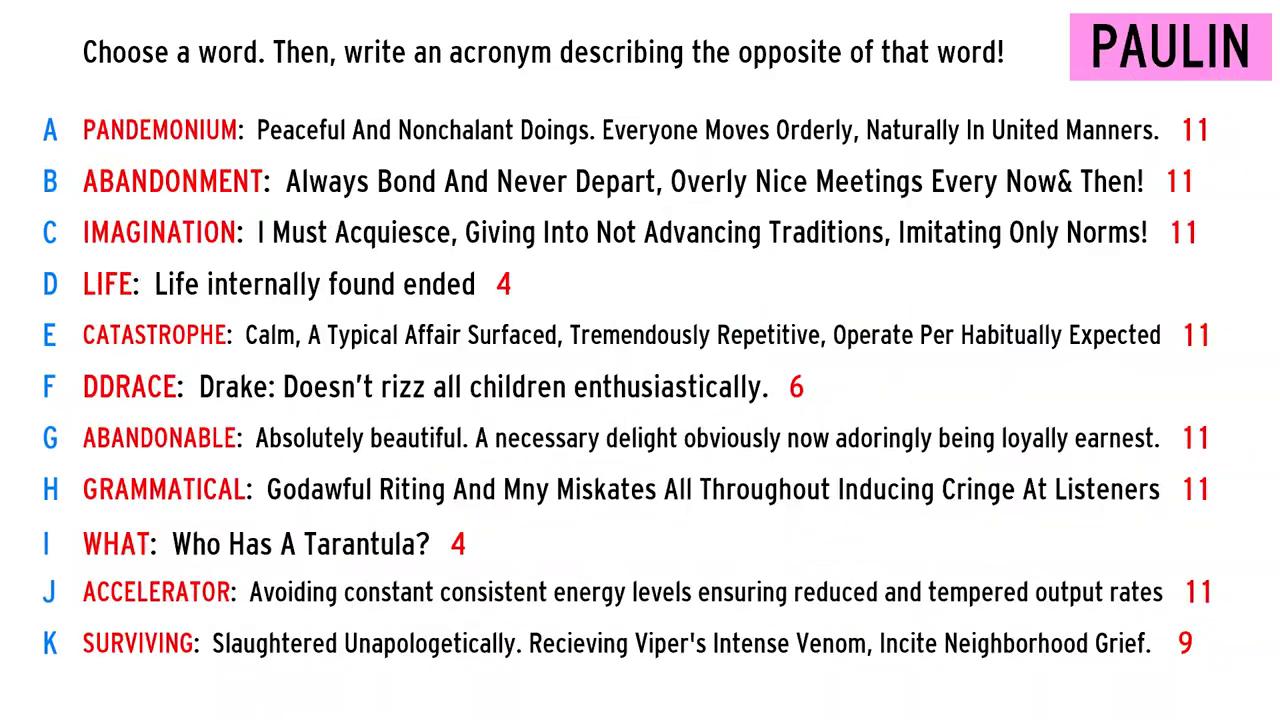 Choose a word. Then, write an acronym describing the opposite of that word!
PAULIN
A PANDEMONIUM: Peaceful And Nonchalant Doings. Everyone Moves Orderly, Naturally In United Manners. 11
B ABANDONMENT: Always Bond And Never Depart, Overly Nice Meetings Every Now& Then! 11
C IMAGINATION: I Must Acquiesce, Giving Into Not Advancing Traditions, Imitating Only Norms! 11
D LIFE: Life internally found ended 4
E CATASTROPHE: Calm, A Typical Affair Surfaced, Tremendously Repetitive, Operate Per Habitually Expected 11
F DDRACE: Drake: Doesn't rizz all children enthusiastically. 6
G ABANDONABLE: Absolutely beautiful. A necessary delight obviously now adoringly being loyally earnest. 11
H GRAMMATICAL: Godawful Riting And Mny Miskates All Throughout Inducing Cringe At Listeners 11
I WHAT: Who Has A Tarantula? 4
J ACCELERATOR: Avoiding constant consistent energy levels ensuring reduced and tempered output rates 11
K SURVIVING: Slaughtered Unapologetically. Recieving Viper's Intense Venom, Incite Neighborhood Grief. 9